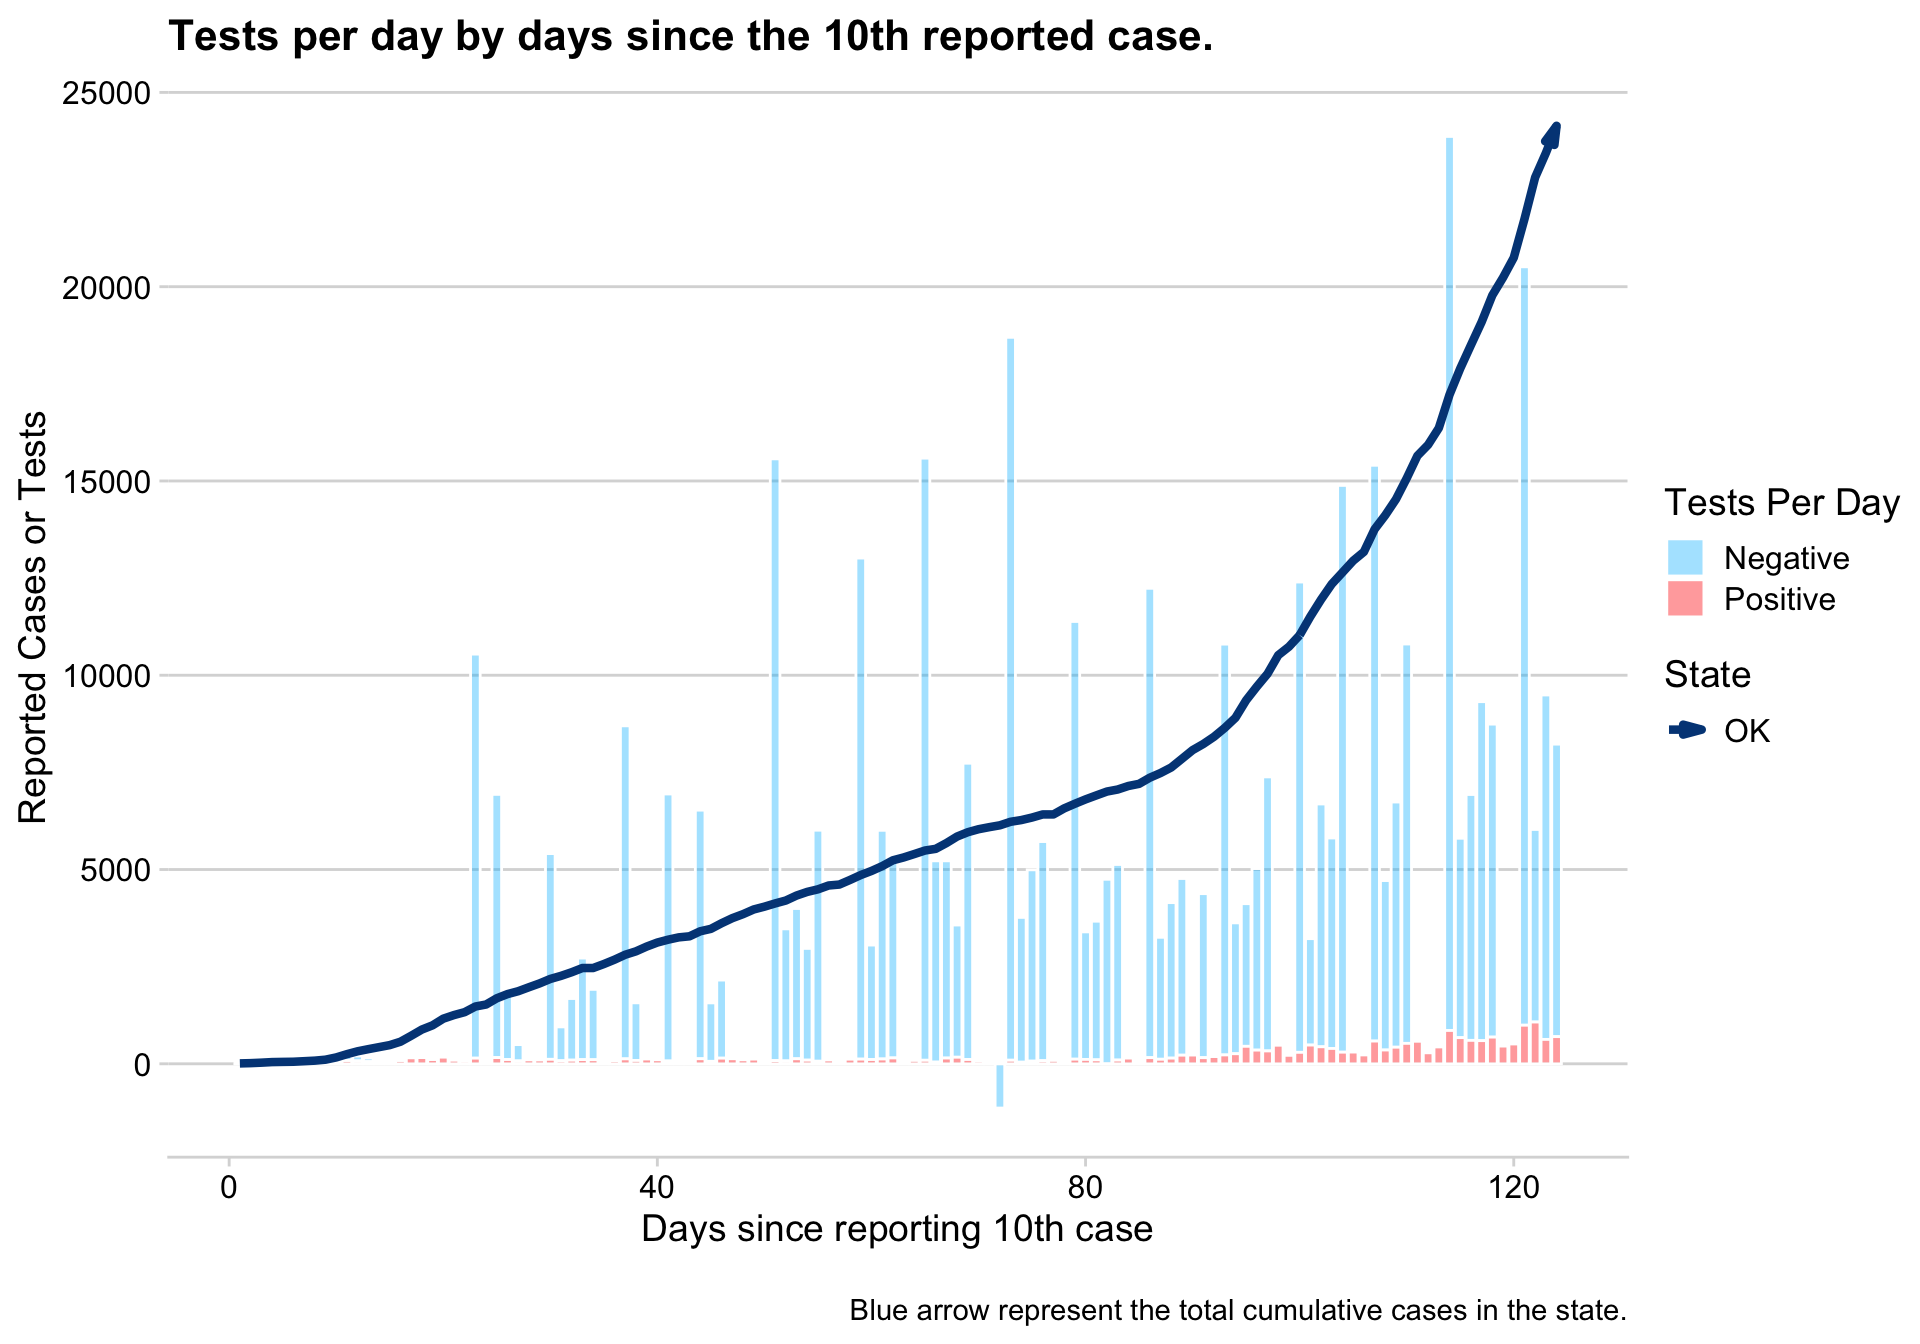 Tests per day by days since the 10th reported case.
25000
20000
15000
10000
5000
0
Reported Cases or Tests
0
40
80
120
Days since reporting 10th case
Tests Per Day
Negative
Positive
State
OK
Blue arrow represent the total cumulative cases in the state.